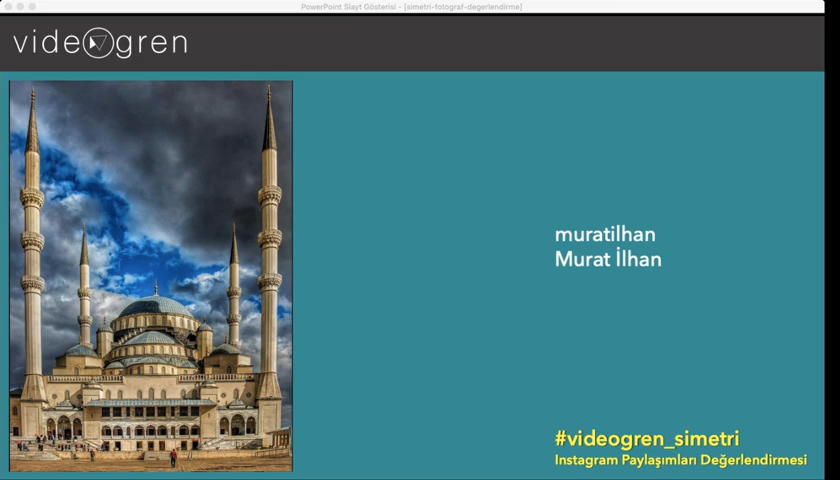 PowerPoint Slayt Gösterisi - [simetri-fotograf-degerlendirme]
videogren
muratilhan
Murat İlhan
#videogren_simetri
Instagram Paylaşımları Değerlendirmesi